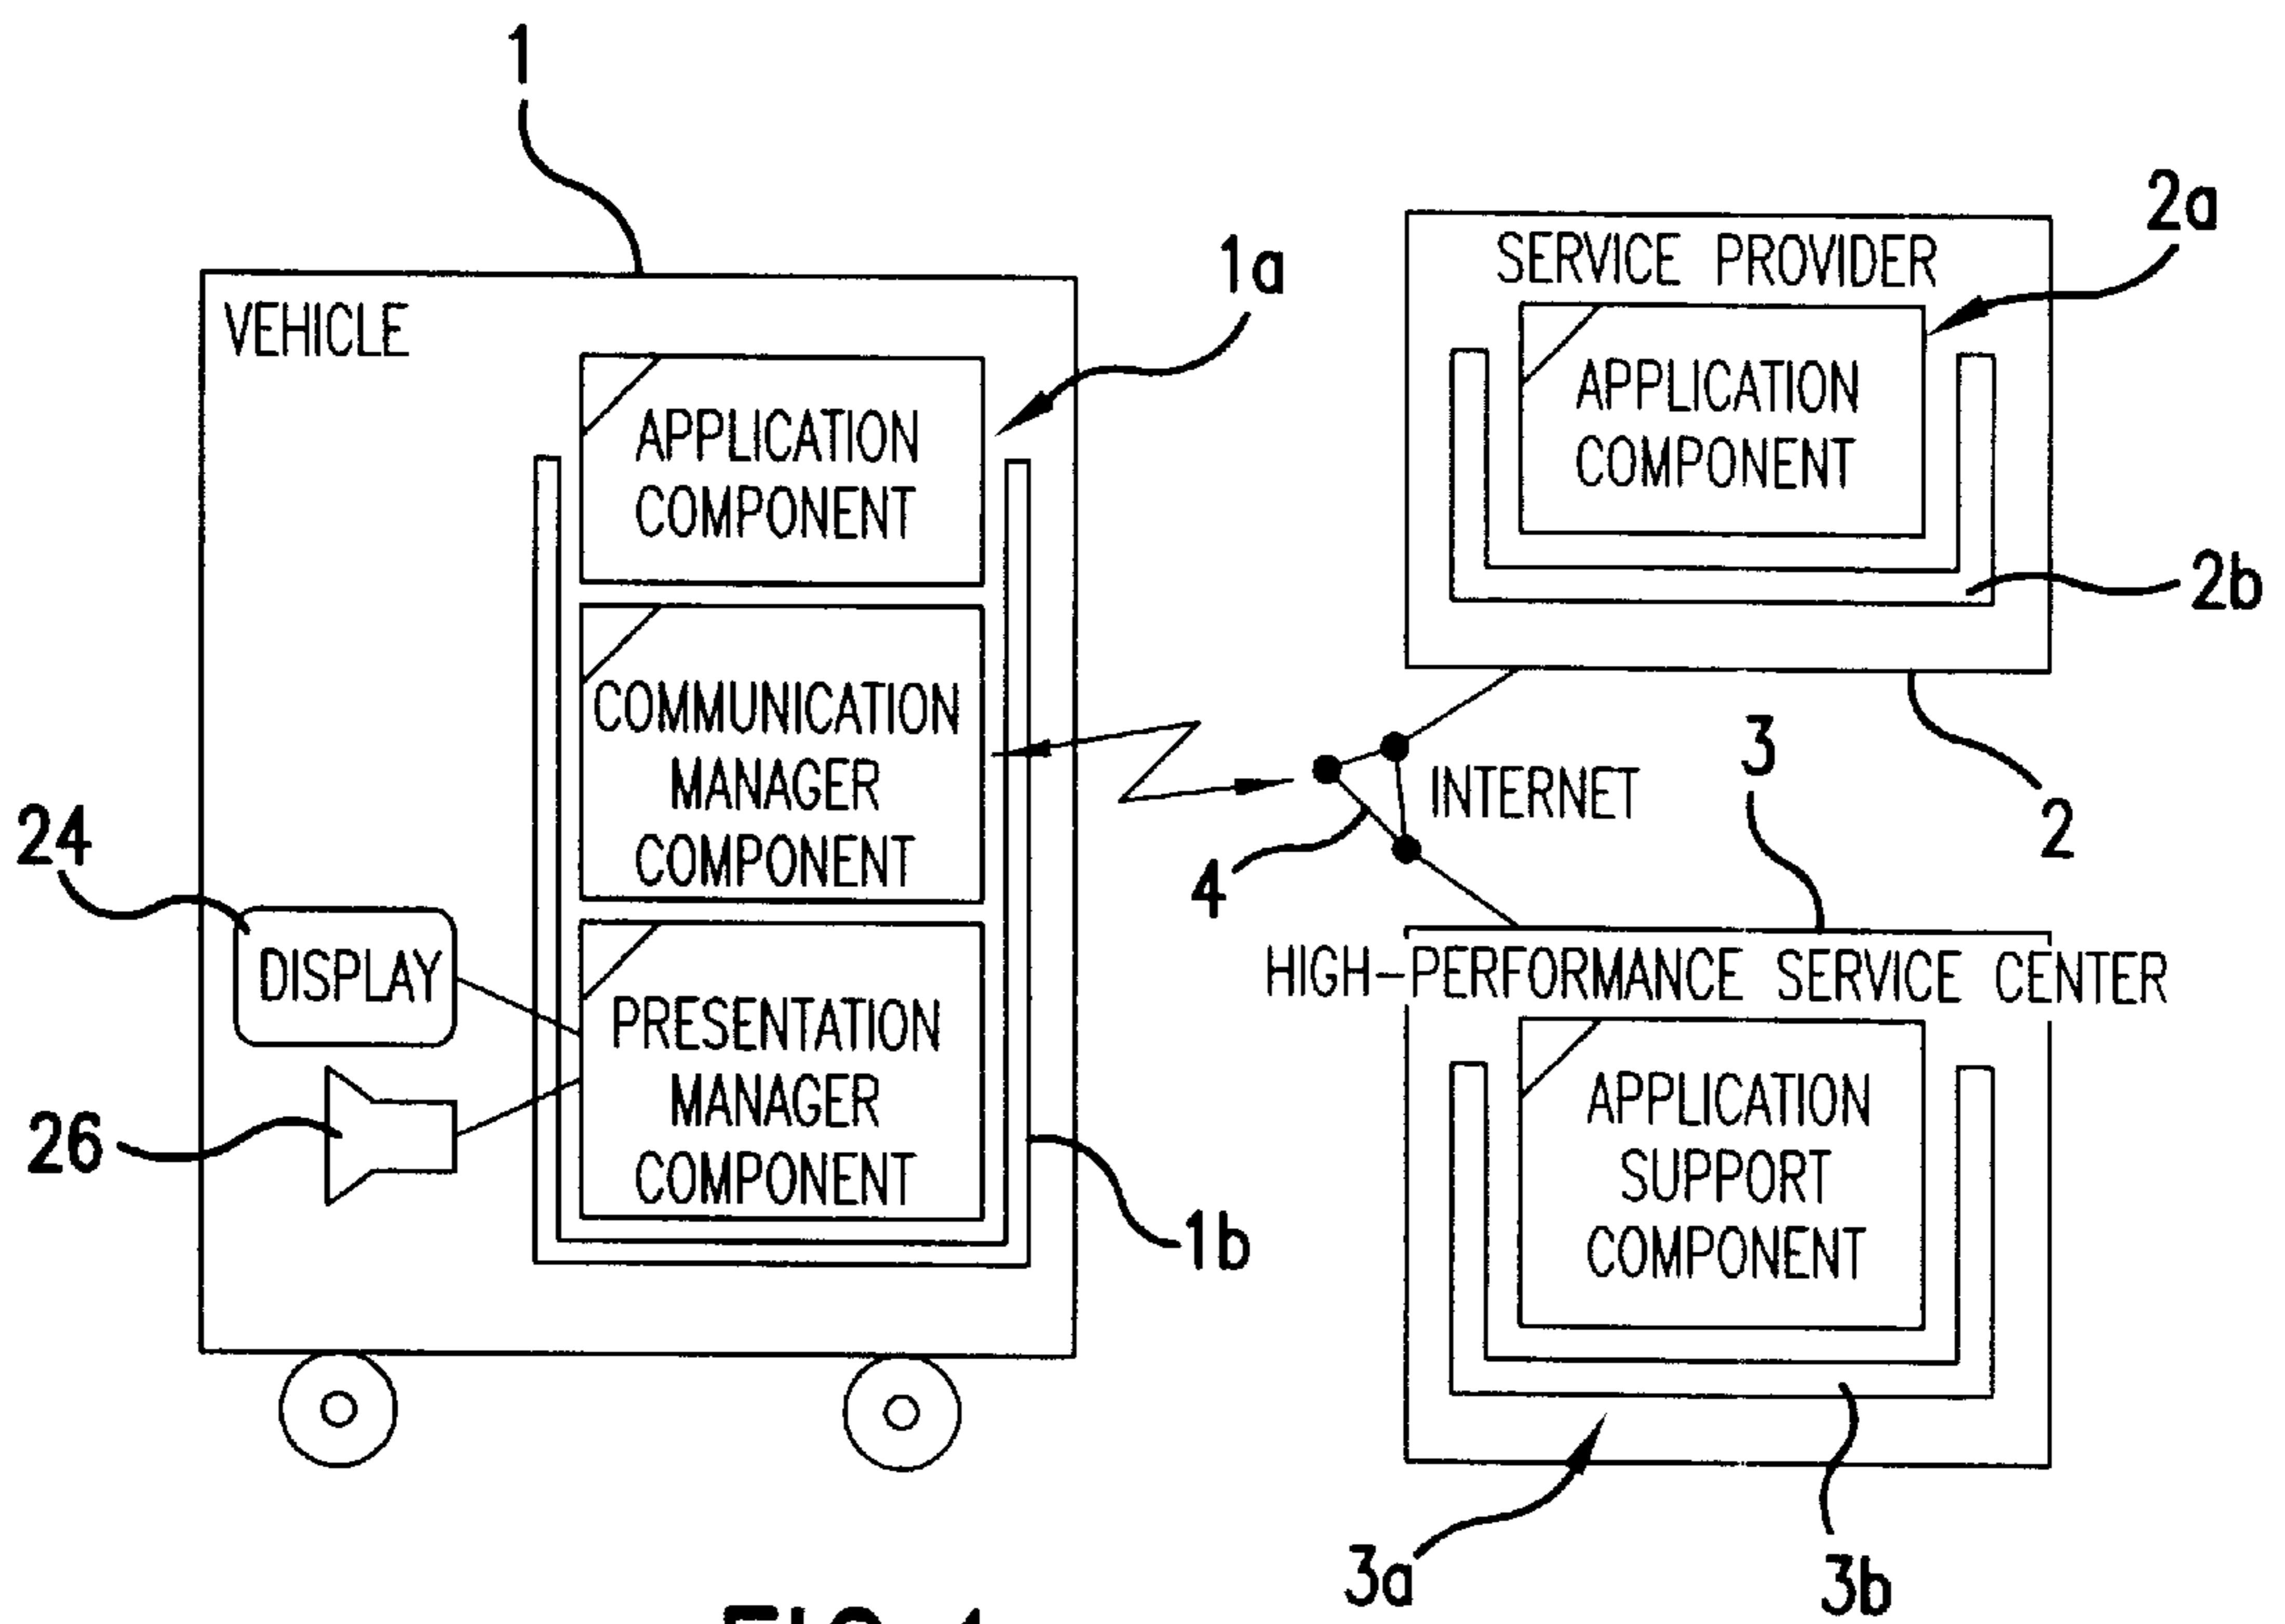 1
1a
VEHICLE
APPLICATION
COMPONENT
COMMUNICATION
MANAGER
COMPONENT
24
DISPLAY
PRESENTATION
MANAGER
COMPONENT
26
1b
SERVICE PROVIDER
2a
APPLICATION
COMPONENT
2b
2
INTERNET
4
3
HIGH-PERFORMANCE SERVICE CENTER
APPLICATION
SUPPORT
COMPONENT
3a
3b